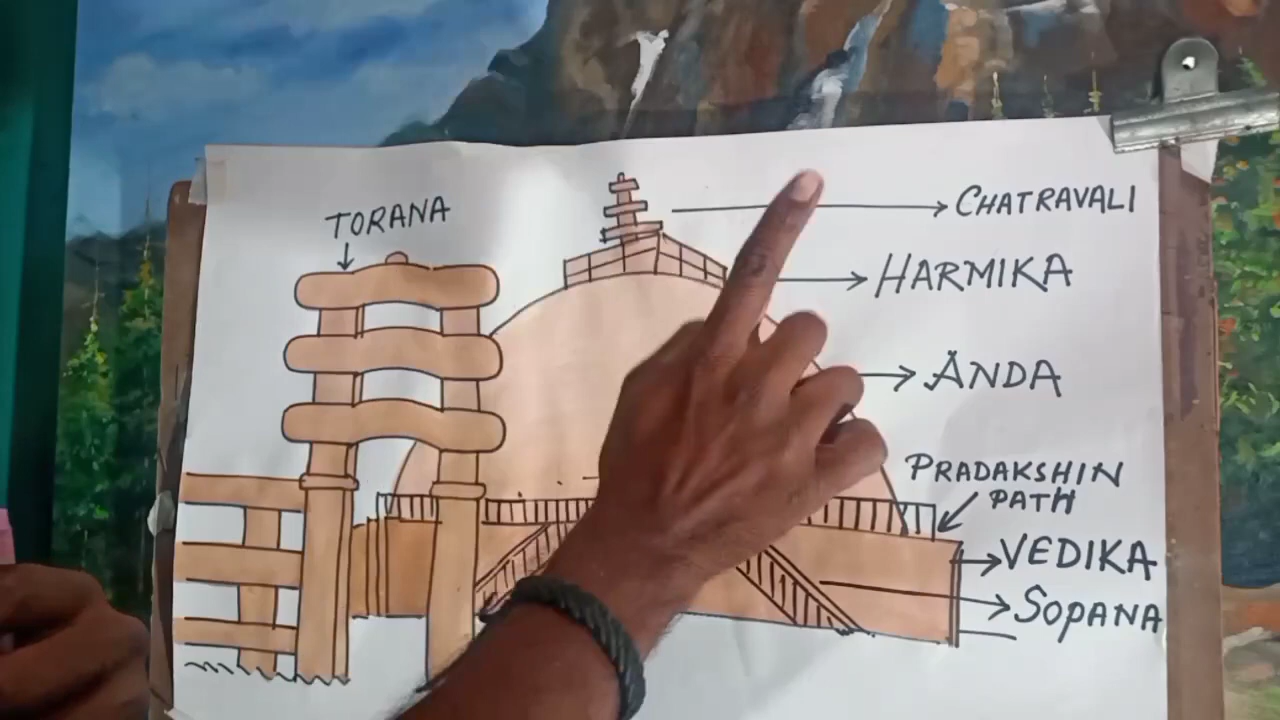 TORANA
CHATRAVALI
HARMIKA
ANDA
PRADAKSHIN
PATH
VEDIKA
SOPANA